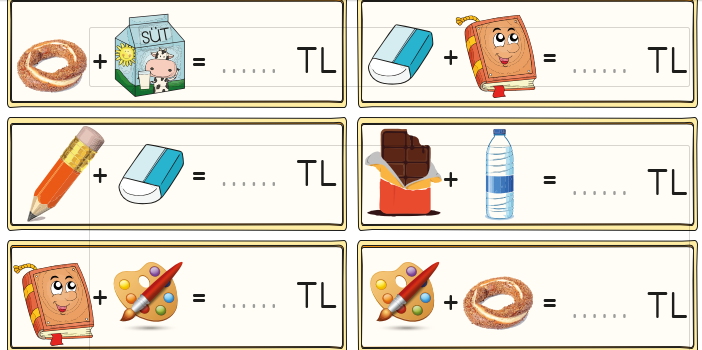 SÜT
+ = ...... TL
+ = ...... TL
+ = ...... TL
+ = ...... TL
+ = ...... TL
+ = ...... TL